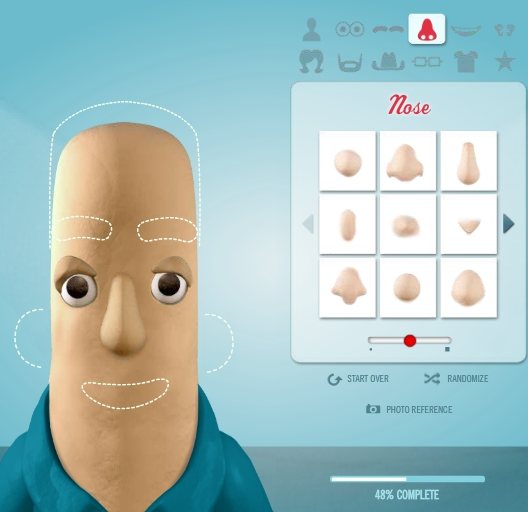 Nose
START OVER
RANDOMIZE
PHOTO REFERENCE
48% COMPLETE